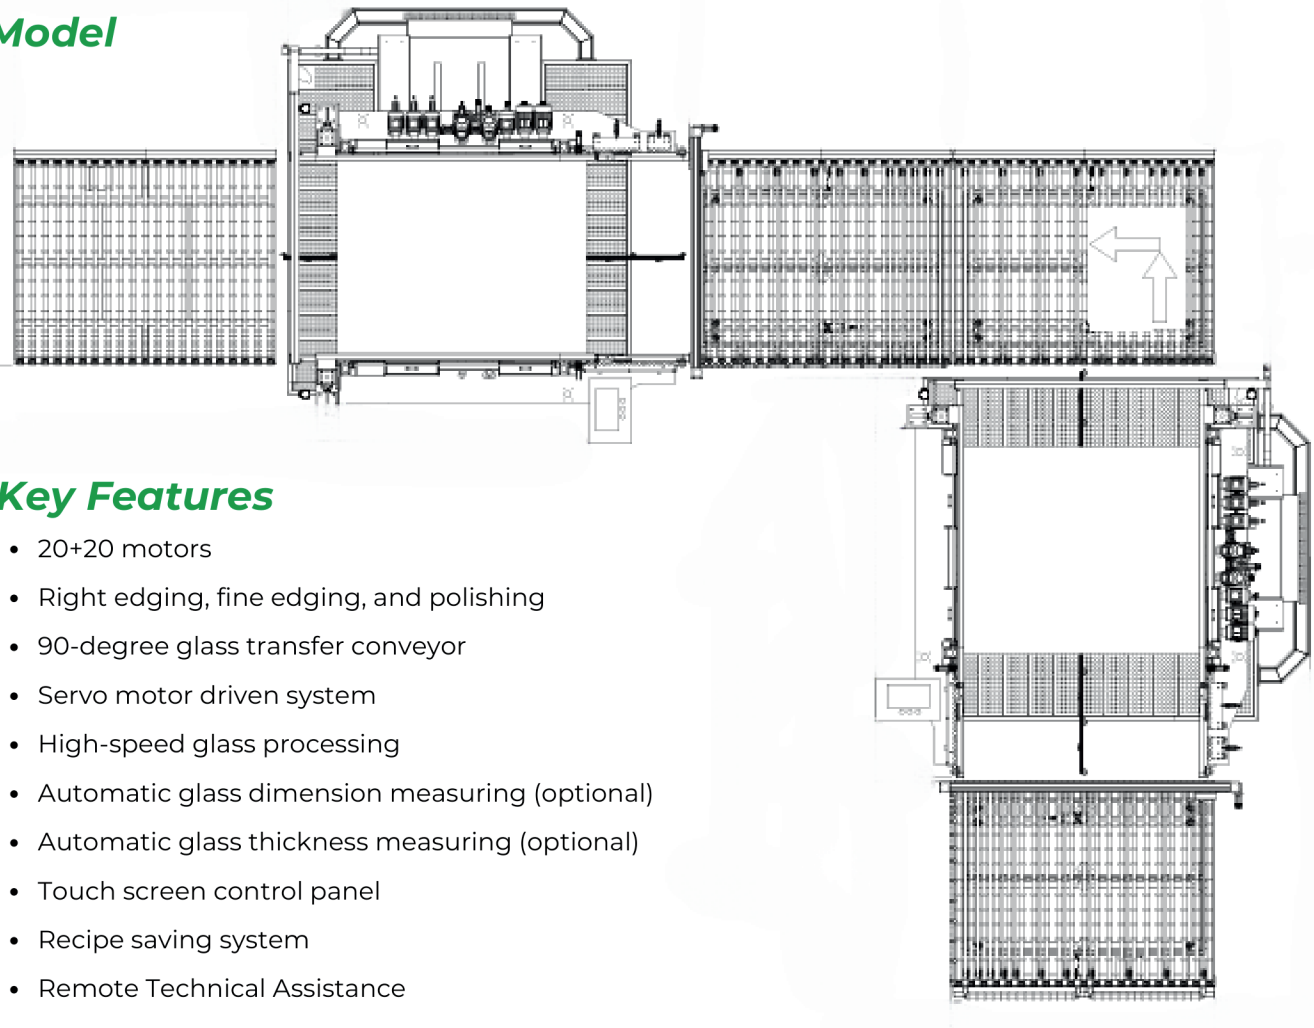 Model
Key Features
• 20+20 motors
• Right edging, fine edging, and polishing
• 90-degree glass transfer conveyor
• Servo motor driven system
• High-speed glass processing
• Automatic glass dimension measuring (optional)
• Automatic glass thickness measuring (optional)
• Touch screen control panel
• Recipe saving system
• Remote Technical Assistance